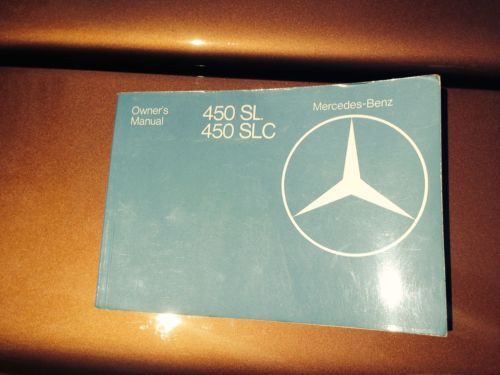 Owner's
Manual
450 SL
450 SLC
Mercedes-Benz